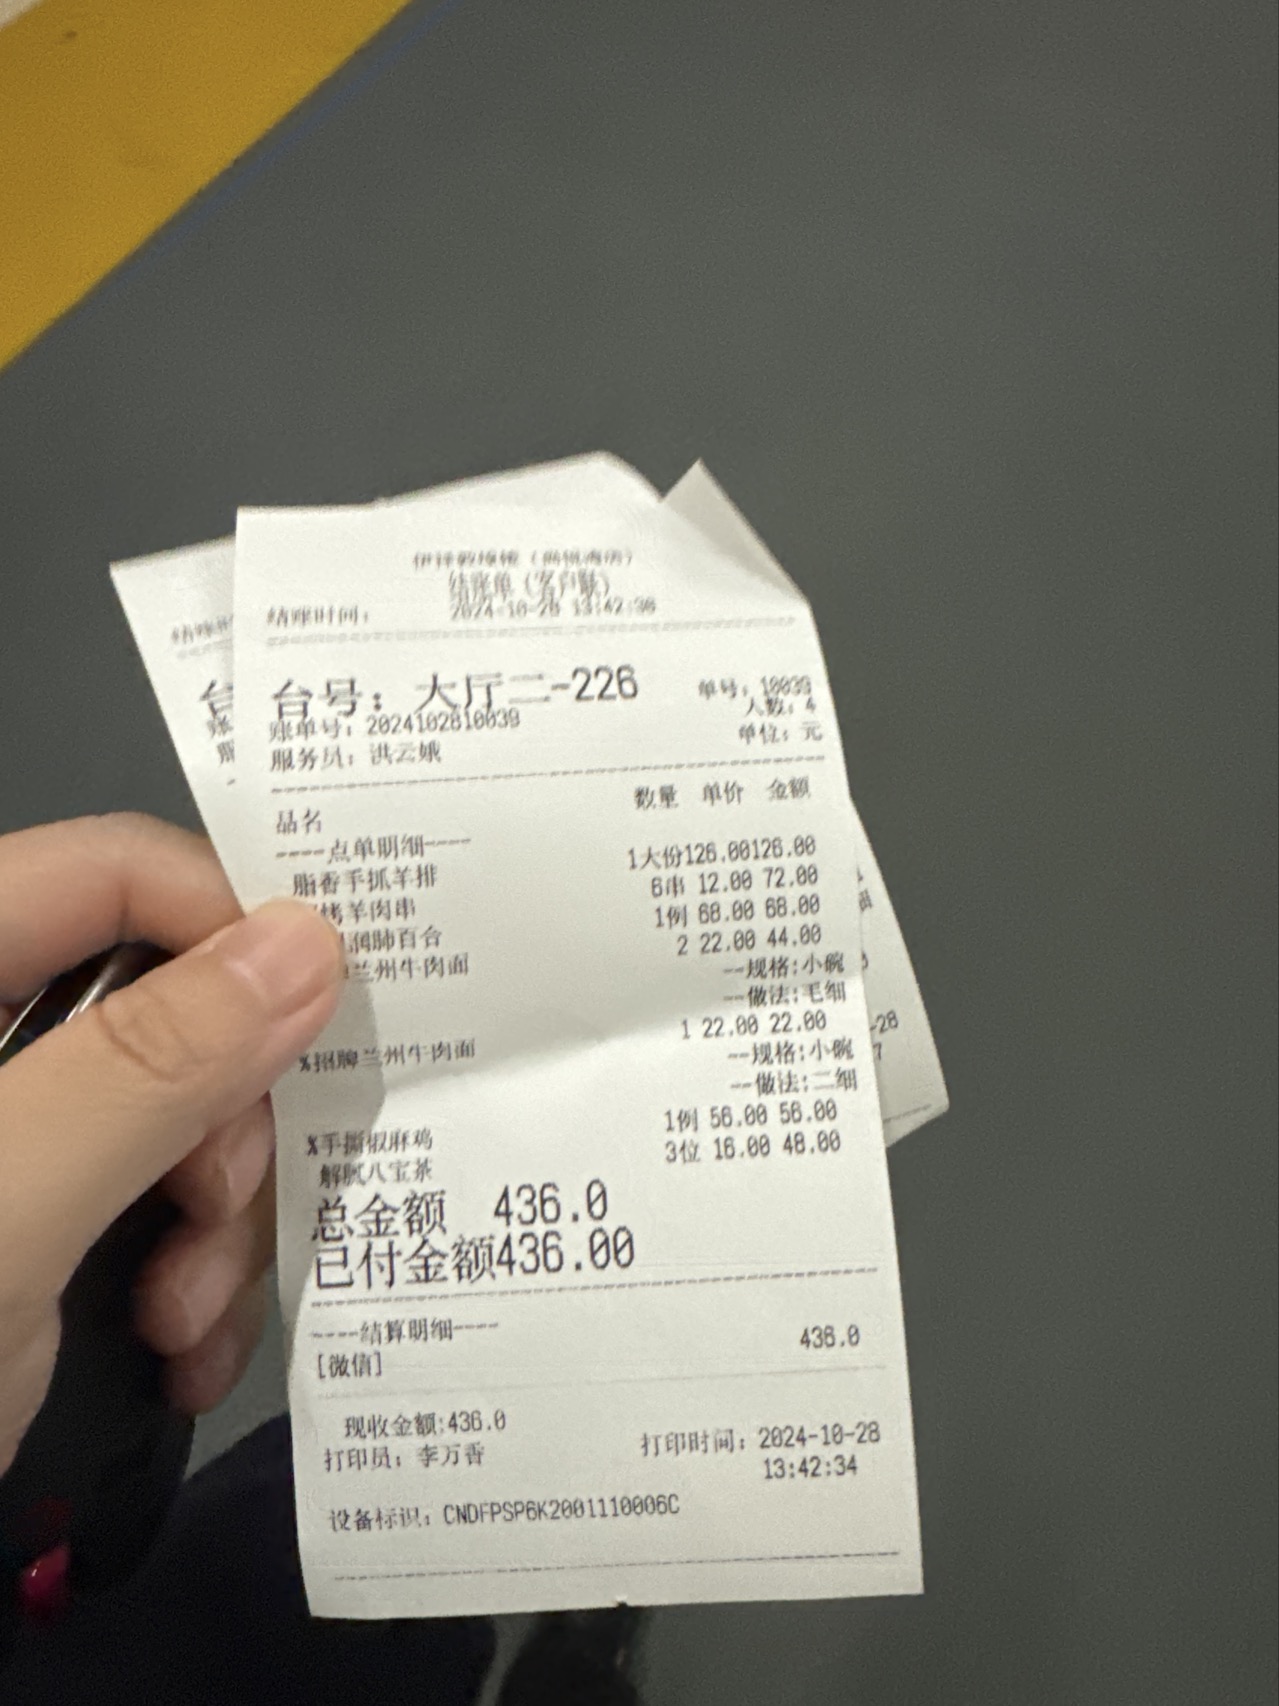 结账单（客户联）
结账时间： 2024-10-28 13:42:36
台号：大厅二-226 单号：10039
账单号：2024102810039 人数：4
服务员：洪云娥 单位：元
品名 数量 单价 金额
----点单明细----
脂香手抓羊排 1大份126.00126.00
烤羊肉串 6串 12.00 72.00
润肺百合 1例 68.00 68.00
兰州牛肉面 2 22.00 44.00
--规格:小碗
--做法:毛细
%招牌兰州牛肉面 1 22.00 22.00
--规格:小碗
--做法:二细
%手撕椒麻鸡 1例 56.00 56.00
解腻八宝茶 3位 16.00 48.00
总金额 436.0
已付金额436.00
----结算明细----
[微信] 436.0
现收金额:436.0
打印员：李万香 打印时间：2024-10-28
13:42:34
设备标识：CNDFPSP6K2001110006C
台
账
服
-28
7